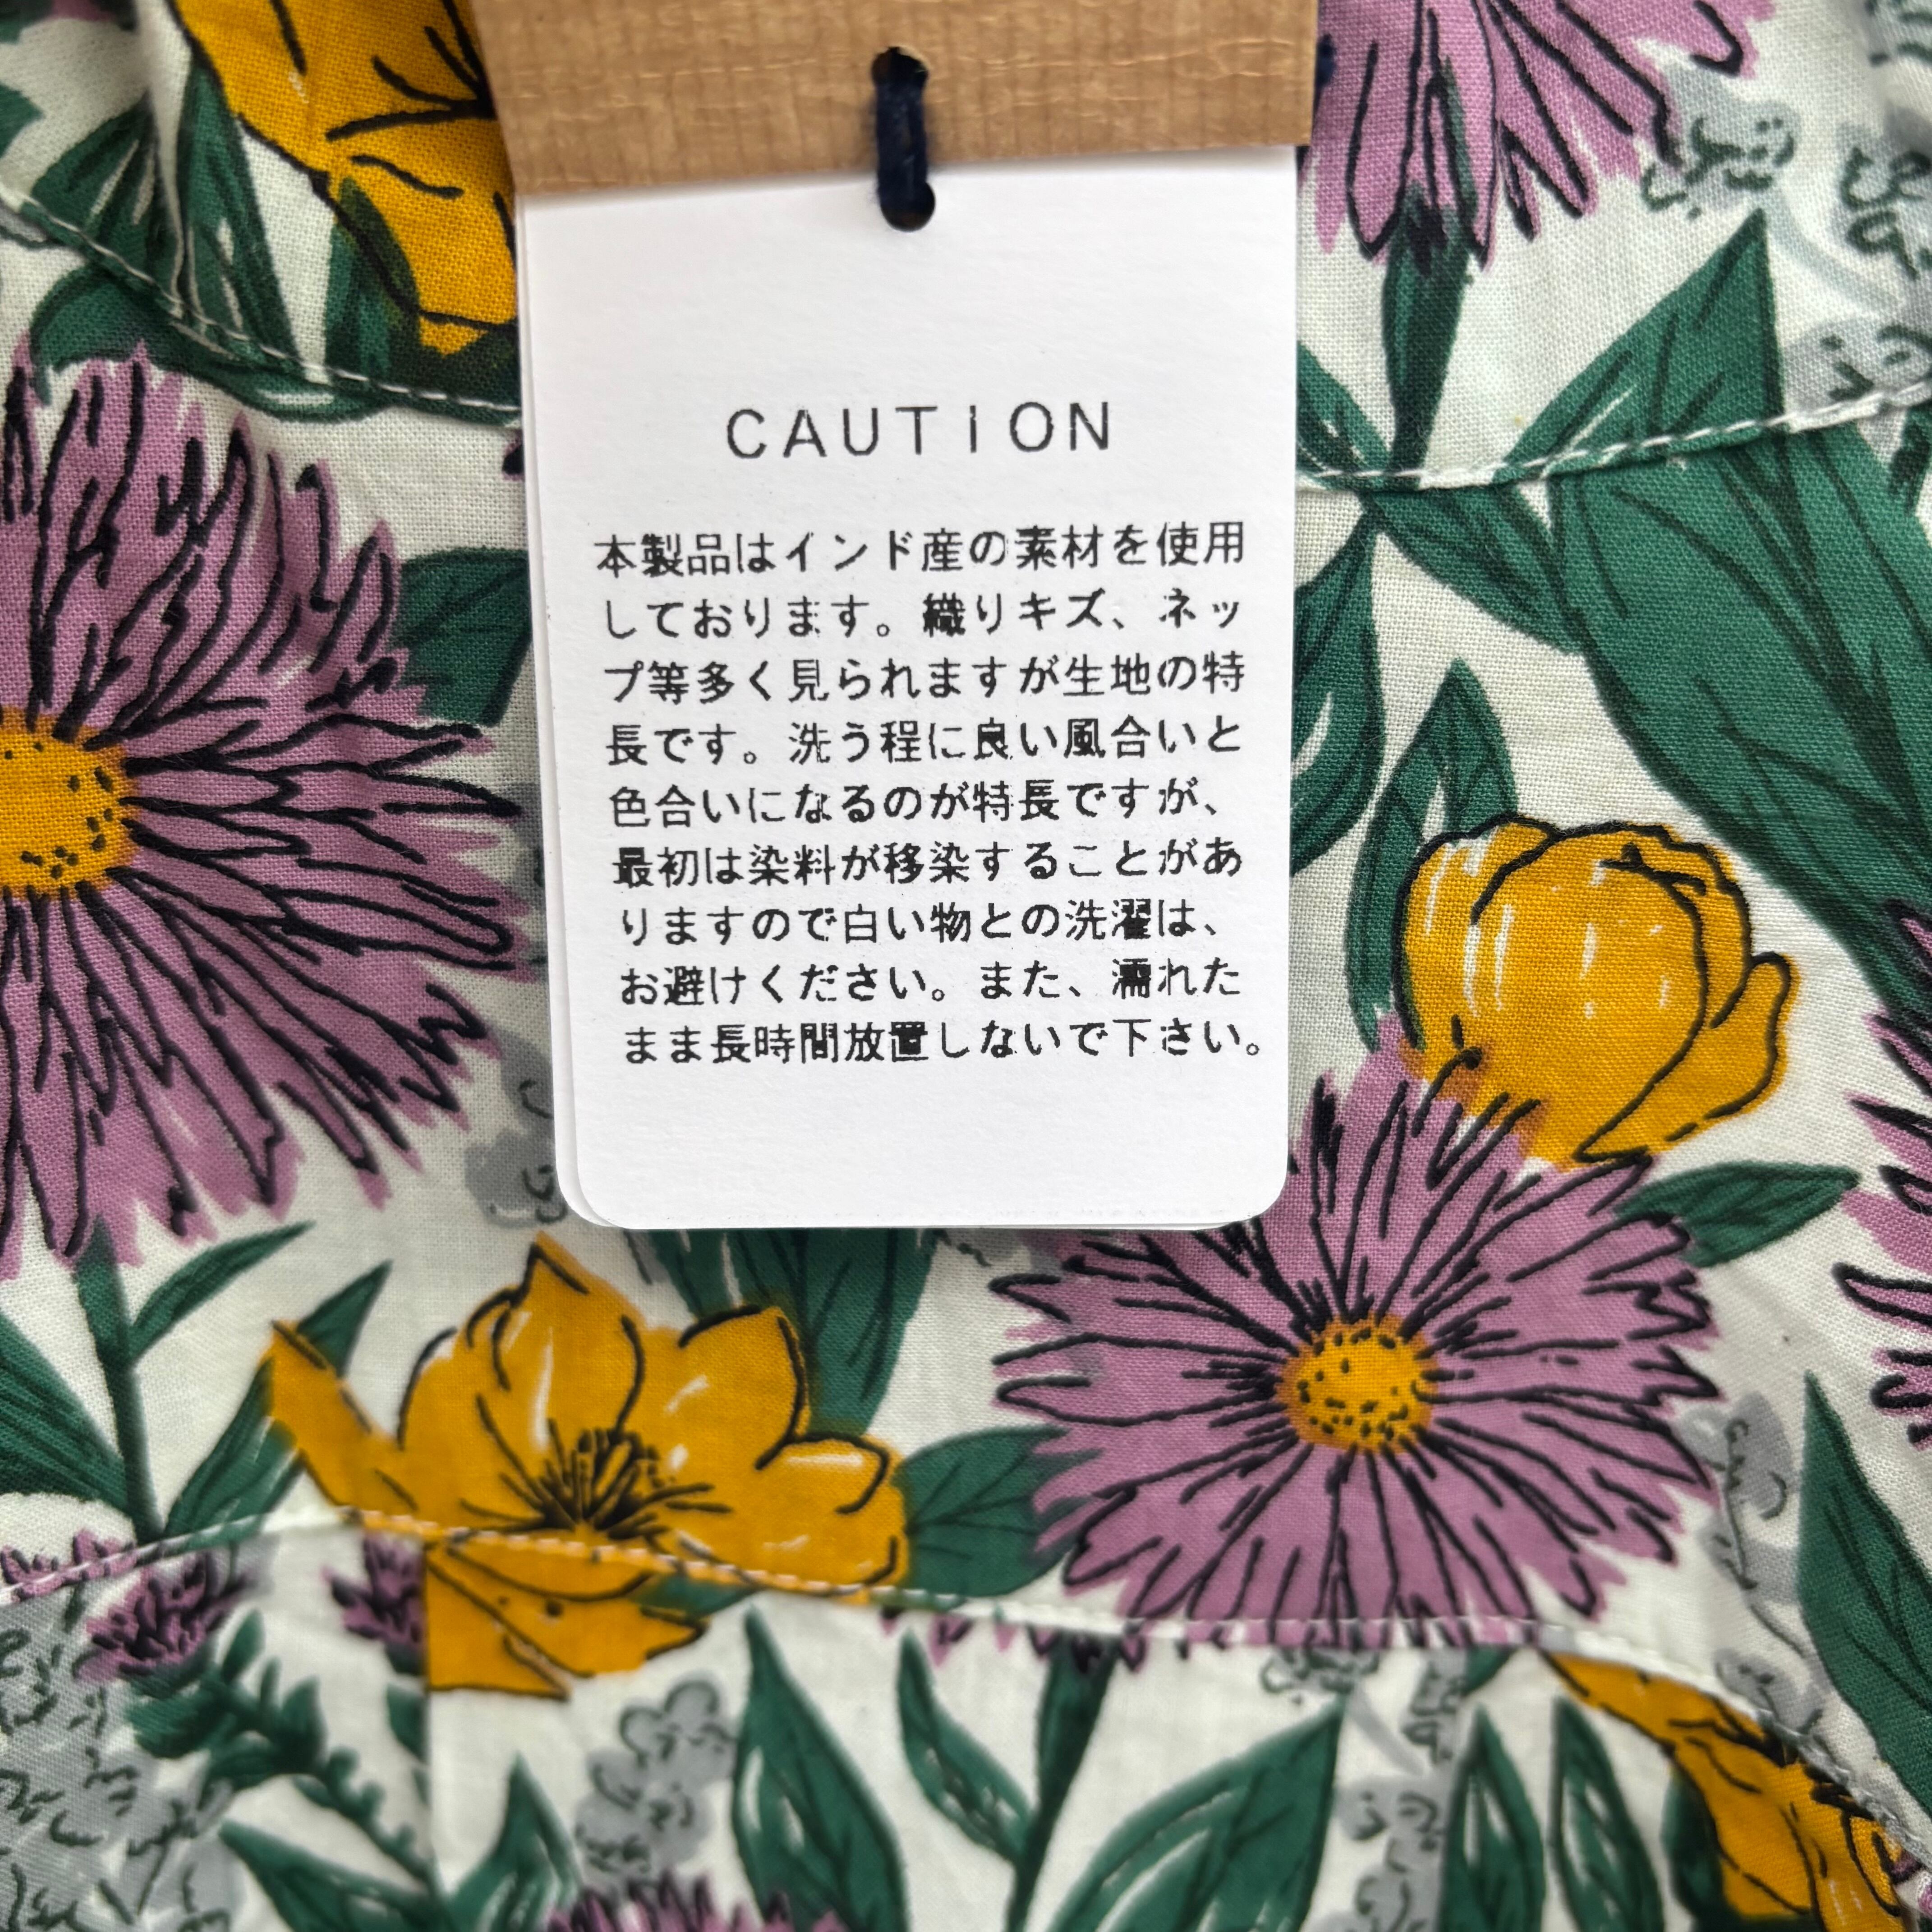 CAUTION
本製品はインド産の素材を使用
しております。織りキズ、ネッ
プ等多く見られますが生地の特
長です。洗う程に良い風合いと
色合いになるのが特長ですが、
最初は染料が移染することがあ
りますので白い物との洗濯は、
お避けください。また、濡れた
まま長時間放置しないで下さい。